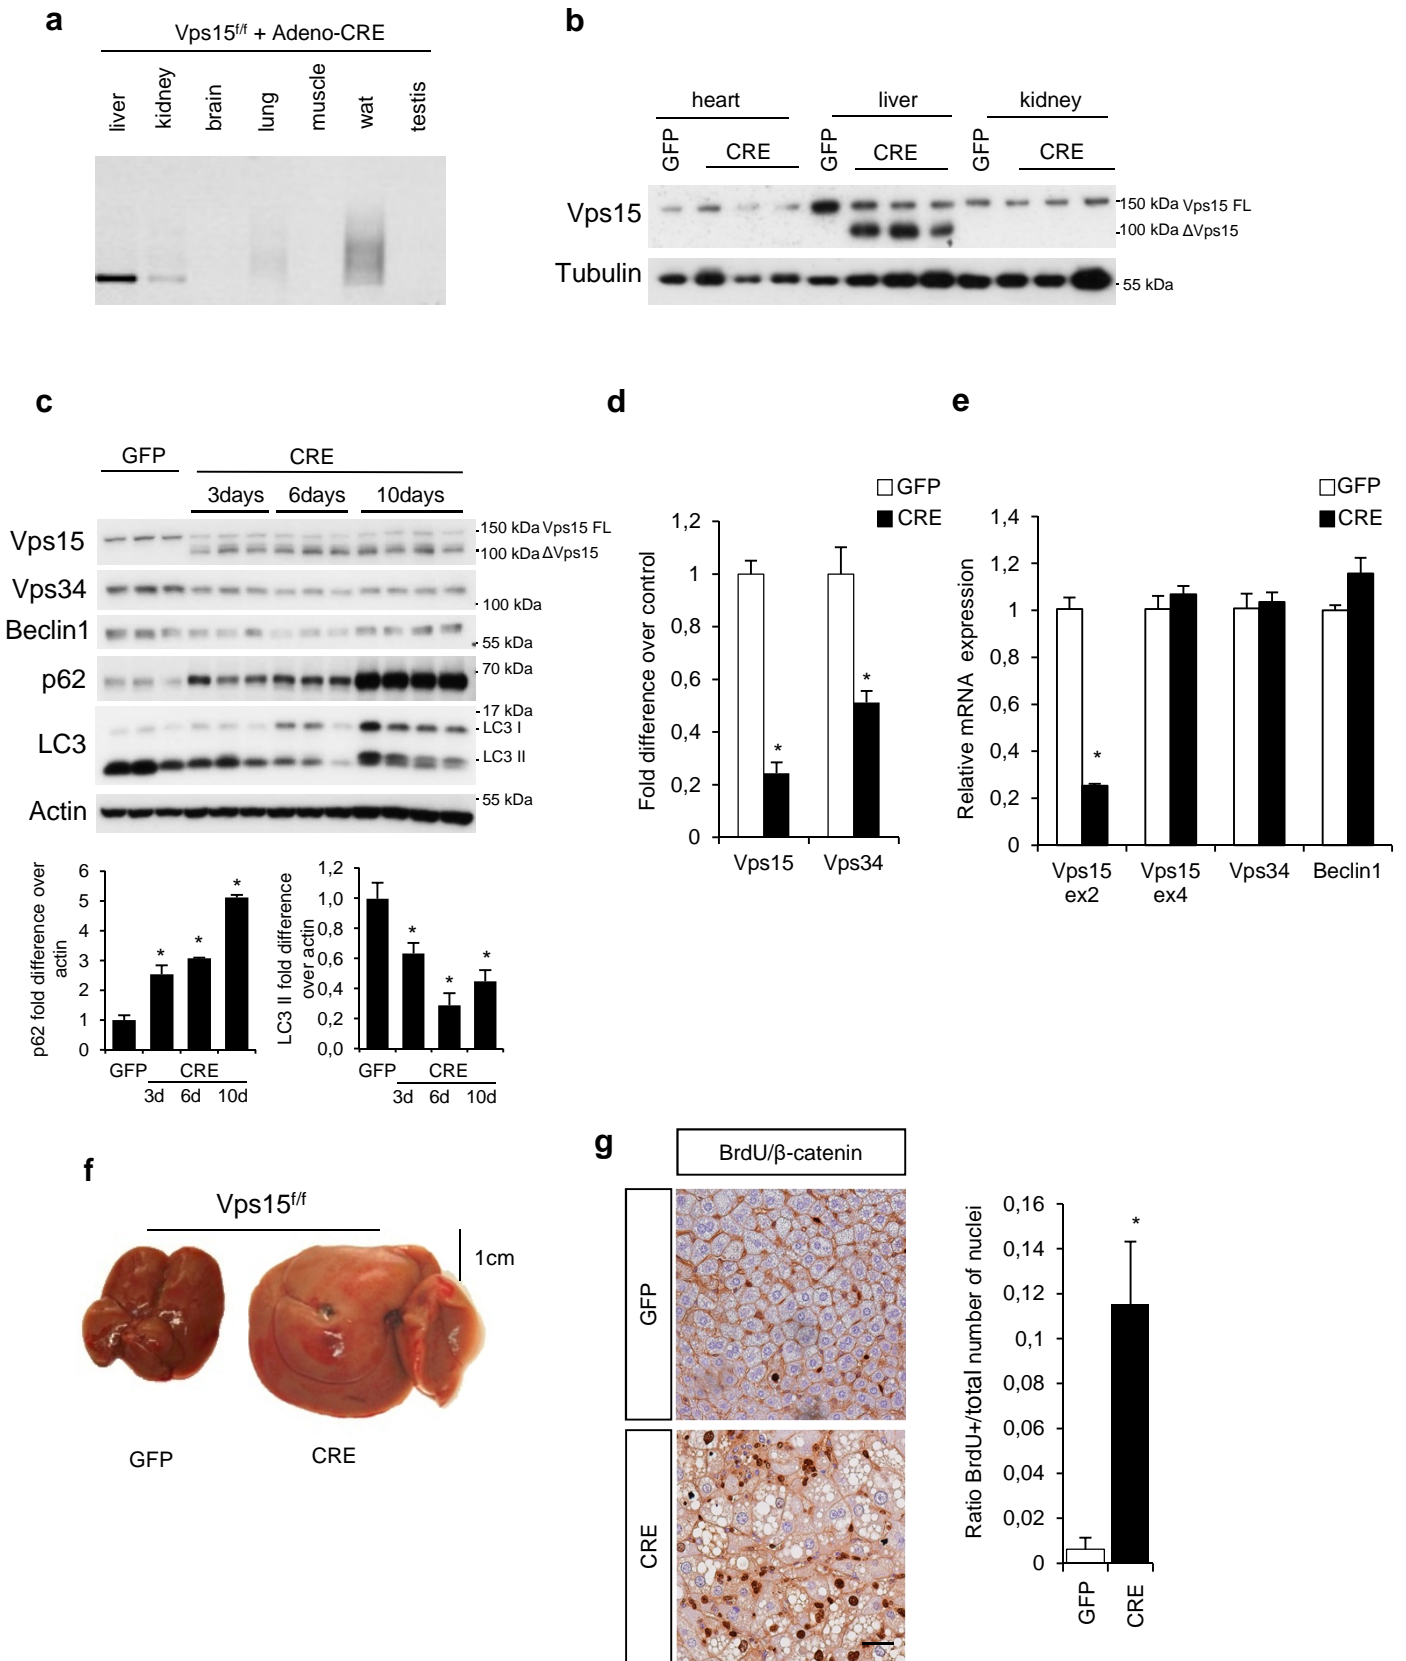 a
Vps15f/f + Adeno-CRE
liver kidney brain lung muscle wat testis
b
heart liver kidney
GFP CRE GFP CRE GFP CRE
Vps15
150 kDa Vps15 FL
100 kDa ΔVps15
Tubulin
55 kDa
c
GFP CRE
3days 6days 10days
Vps15
150 kDa Vps15 FL
100 kDa ΔVps15
Vps34
100 kDa
Beclin1
55 kDa
p62
70 kDa
17 kDa
LC3
LC3 I
LC3 II
Actin
55 kDa
p62 fold difference over
actin
6
5
4
3
2
1
0
* * *
GFP CRE
3d 6d 10d
LC3 II fold difference
over actin
1,2
1,0
0,8
0,6
0,4
0,2
0,0
* * *
GFP CRE
3d 6d 10d
d
GFP
CRE
Fold difference over control
1,2
1
0,8
0,6
0,4
0,2
0
* *
Vps15 Vps34
e
GFP
CRE
Relative mRNA expression
1,4
1,2
1
0,8
0,6
0,4
0,2
0
*
Vps15 Vps15 Vps34 Beclin1
ex2 ex4
f
Vps15f/f
1cm
GFP CRE
g
BrdU/β-catenin
GFP
CRE
Ratio BrdU+/total number of nuclei
0,16
0,14
0,12
0,1
0,08
0,06
0,04
0,02
0
*
GFP CRE